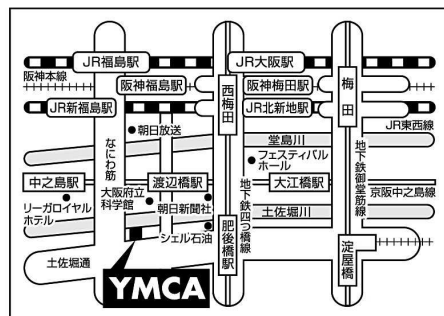 JR福島駅
JR大阪駅
阪神本線
阪神福島駅
阪神梅田駅
西梅田
梅田
JR新福島駅
JR北新地駅
JR東西線
朝日放送
なにわ筋
堂島川
フェスティバル
ホール
中之島駅
渡辺橋駅
大江橋駅
地下鉄四つ橋線
地下鉄御堂筋線
京阪中之島線
リーガロイヤル
ホテル
大阪府立
科学館
朝日新聞社
土佐堀川
シェル石油
肥後橋駅
淀屋橋
土佐堀通
YMCA